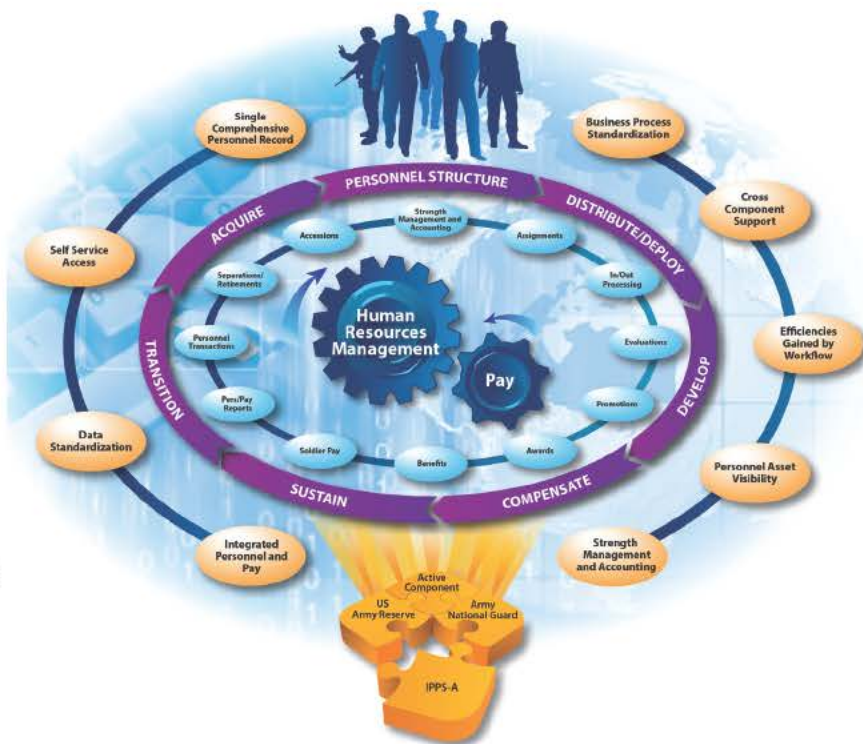 Single
Comprehensive
Personnel Record
Business Process
Standardization
PERSONNEL STRUCTURE
ACQUIRE
DISTRIBUTE/DEPLOY
Cross
Component
Support
Self Service
Access
Accessions
Strength
Management and
Accounting
Assignments
Separations/
Retirements
In/Out
Processing
Human
Resources
Management
Personnel
Transactions
Evaluations
Efficiencies
Gained by
Workflow
TRANSITION
Pay
DEVELOP
Pers/Pay
Reports
Promotions
Data
Standardization
Soldier Pay
Benefits
Awards
Personnel Asset
Visibility
SUSTAIN
COMPENSATE
Integrated
Personnel and
Pay
Strength
Management
and Accounting
Active
Component
US
Army Reserve
Army
National Guard
IPPS-A